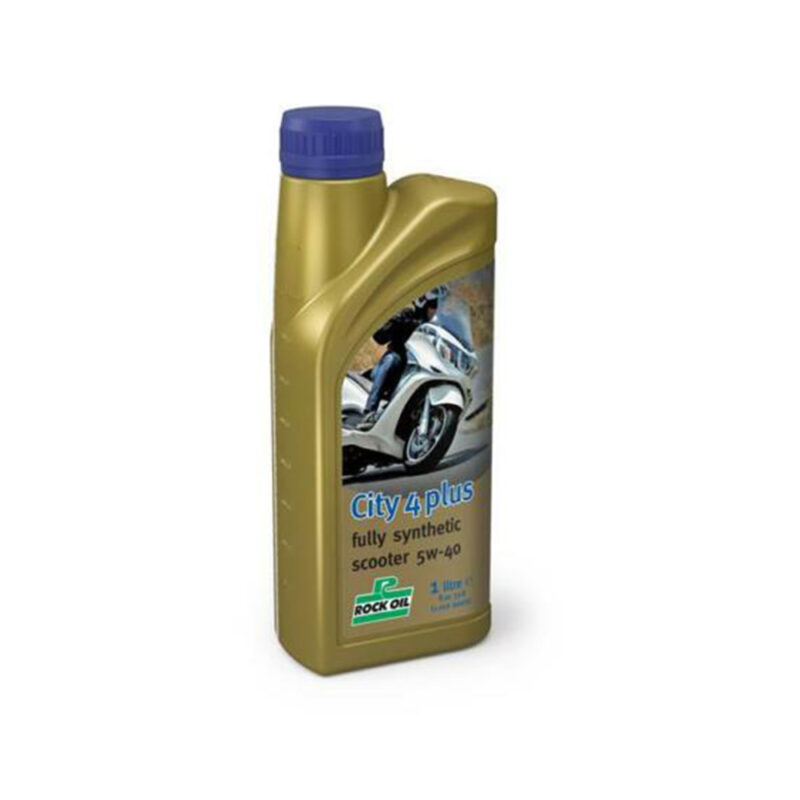 City 4 plus
fully synthetic
scooter 5w-40
1 litre e
ROCK OIL